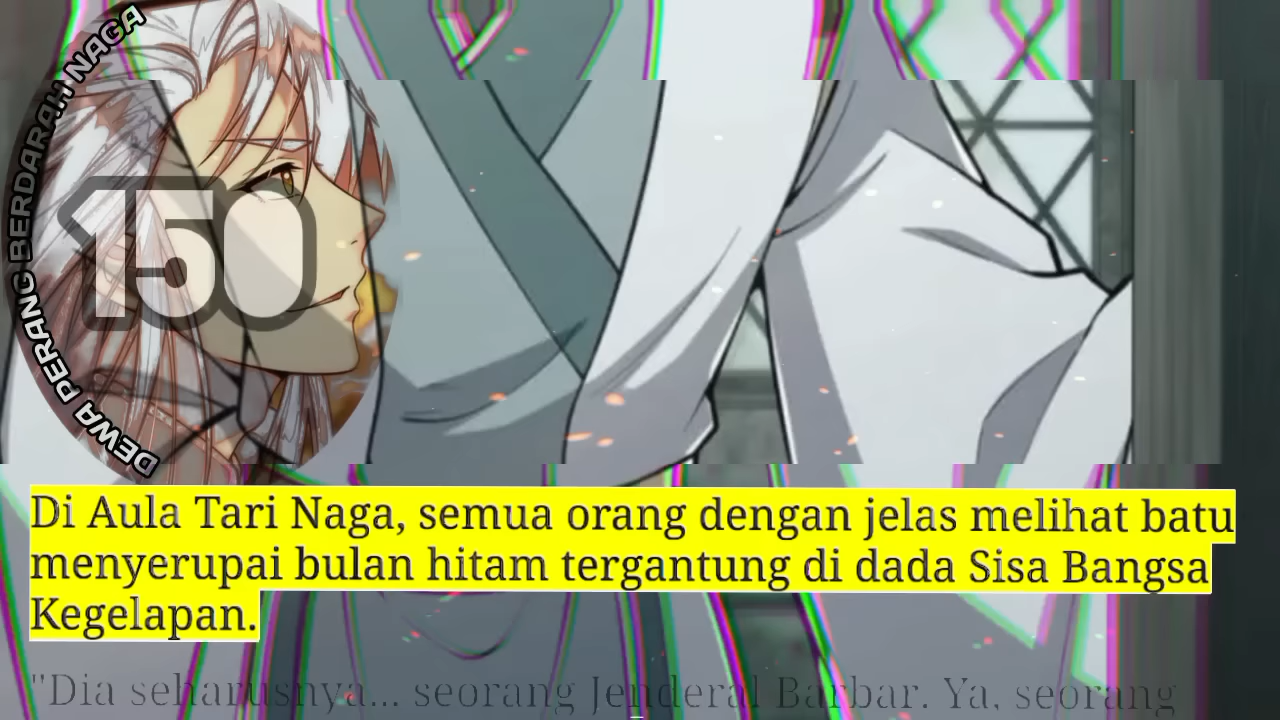 DEWA PERANG BERDARAH NAGA
150
Di Aula Tari Naga, semua orang dengan jelas melihat batu
menyerupai bulan hitam tergantung di dada Sisa Bangsa
Kegelapan.
"Dia seharusnya... seorang Jenderal Barbar. Ya, seorang